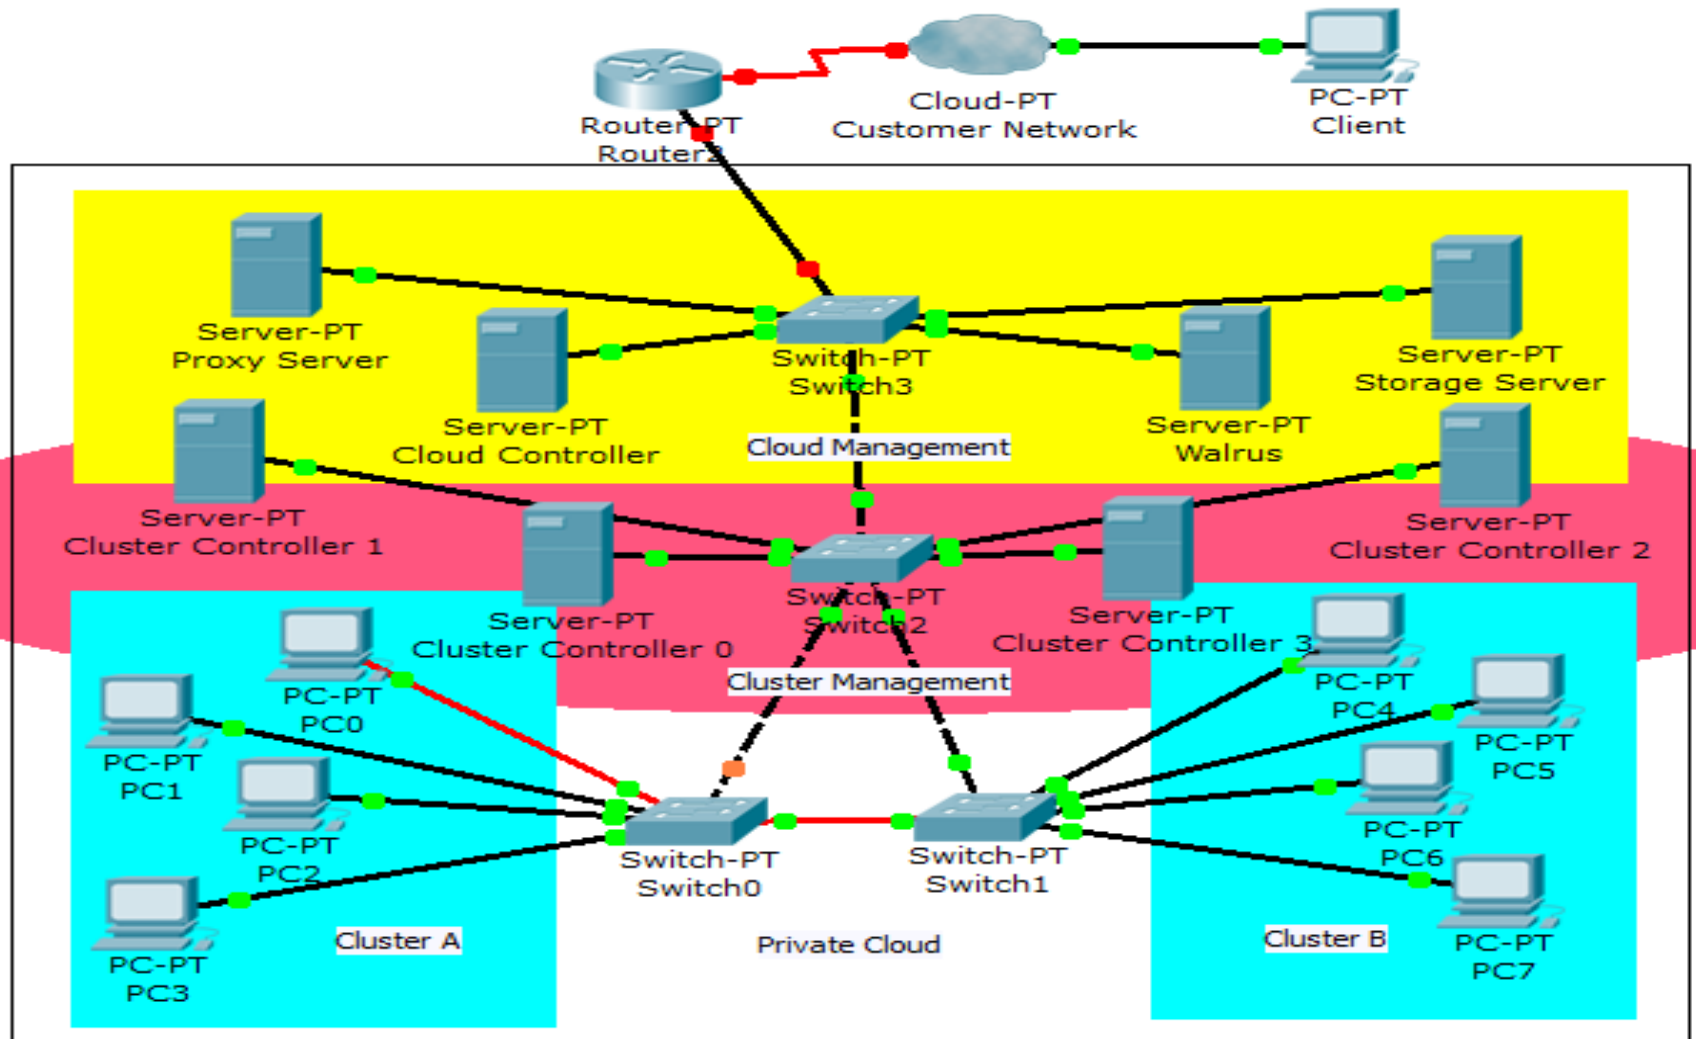 Cloud-PT
Customer Network
PC-PT
Client
Router-PT
Router2
Server-PT
Proxy Server
Server-PT
Cloud Controller
Switch-PT
Switch3
Server-PT
Walrus
Server-PT
Storage Server
Cloud Management
Server-PT
Cluster Controller 1
Server-PT
Cluster Controller 0
Switch-PT
Switch2
Server-PT
Cluster Controller 3
Server-PT
Cluster Controller 2
Cluster Management
PC-PT
PC0
PC-PT
PC1
PC-PT
PC2
PC-PT
PC3
Cluster A
Switch-PT
Switch0
Switch-PT
Switch1
Private Cloud
PC-PT
PC4
PC-PT
PC5
PC-PT
PC6
PC-PT
PC7
Cluster B